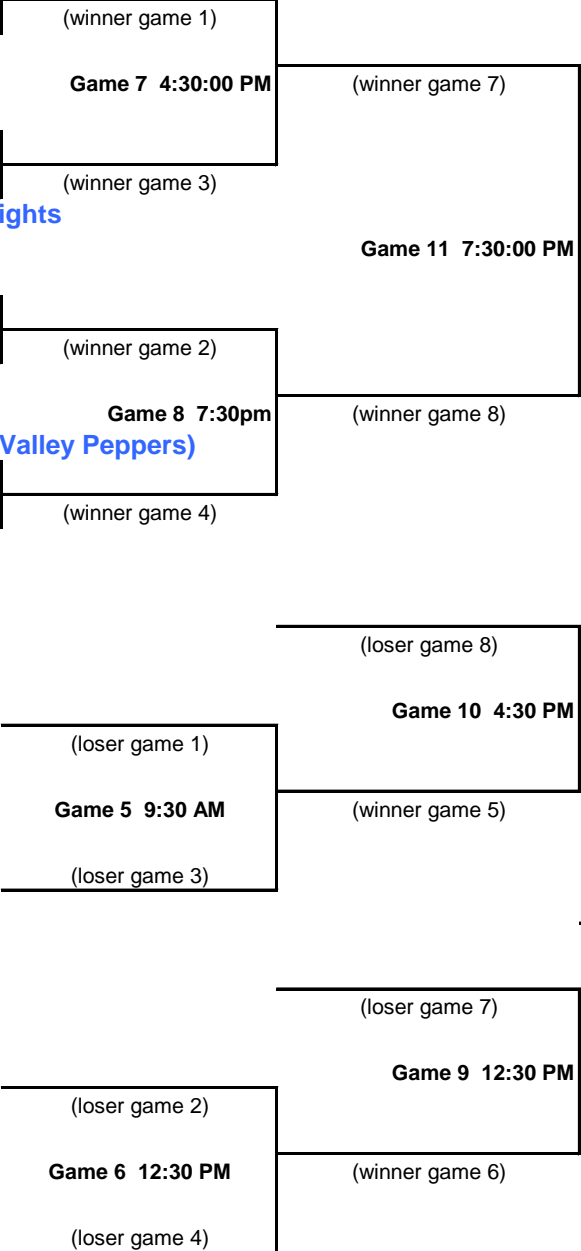 (winner game 1)
Game 7 4:30:00 PM
(winner game 7)
(winner game 3)
ights
Game 11 7:30:00 PM
(winner game 2)
Game 8 7:30pm
(winner game 8)
Valley Peppers)
(winner game 4)
(loser game 8)
Game 10 4:30 PM
(loser game 1)
Game 5 9:30 AM
(winner game 5)
(loser game 3)
(loser game 7)
Game 9 12:30 PM
(loser game 2)
Game 6 12:30 PM
(winner game 6)
(loser game 4)